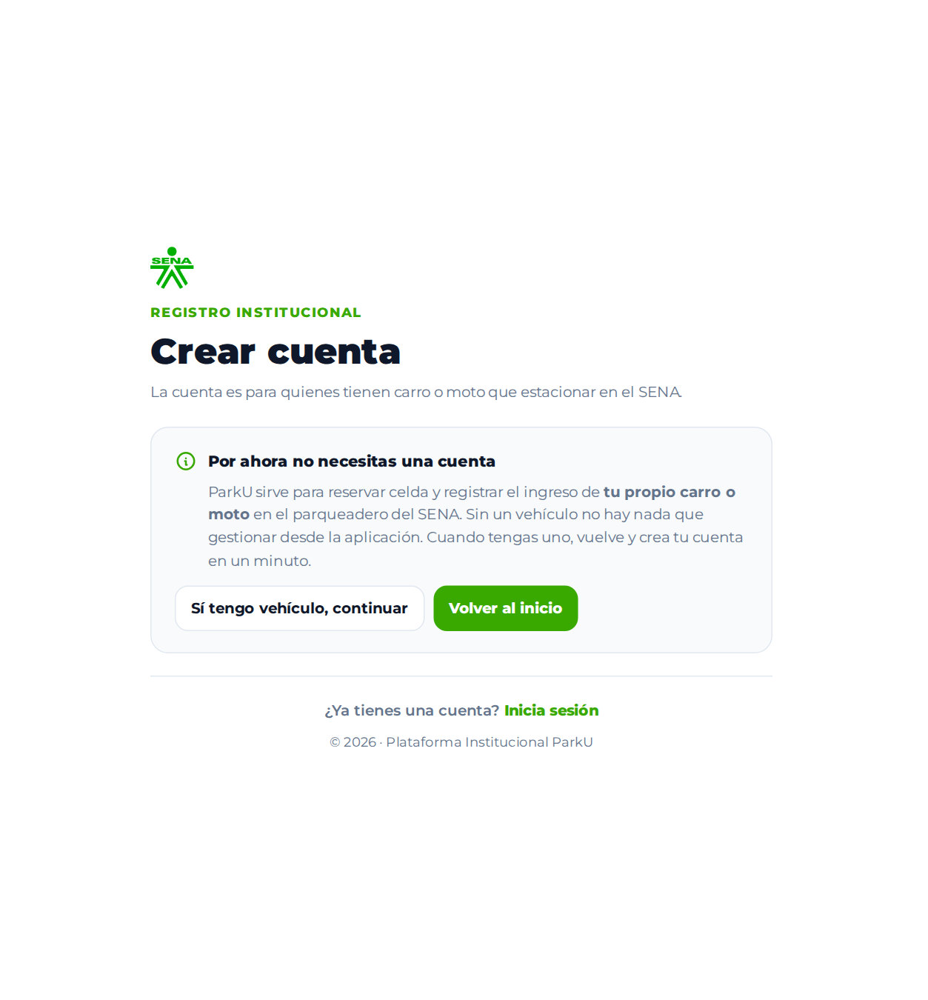 SENA
REGISTRO INSTITUCIONAL
Crear cuenta
La cuenta es para quienes tienen carro o moto que estacionar en el SENA.
Por ahora no necesitas una cuenta
ParkU sirve para reservar celda y registrar el ingreso de tu propio carro o
moto en el parqueadero del SENA. Sin un vehículo no hay nada que
gestionar desde la aplicación. Cuando tengas uno, vuelve y crea tu cuenta
en un minuto.
Sí tengo vehículo, continuar
Volver al inicio
¿Ya tienes una cuenta? Inicia sesión
© 2026 · Plataforma Institucional ParkU